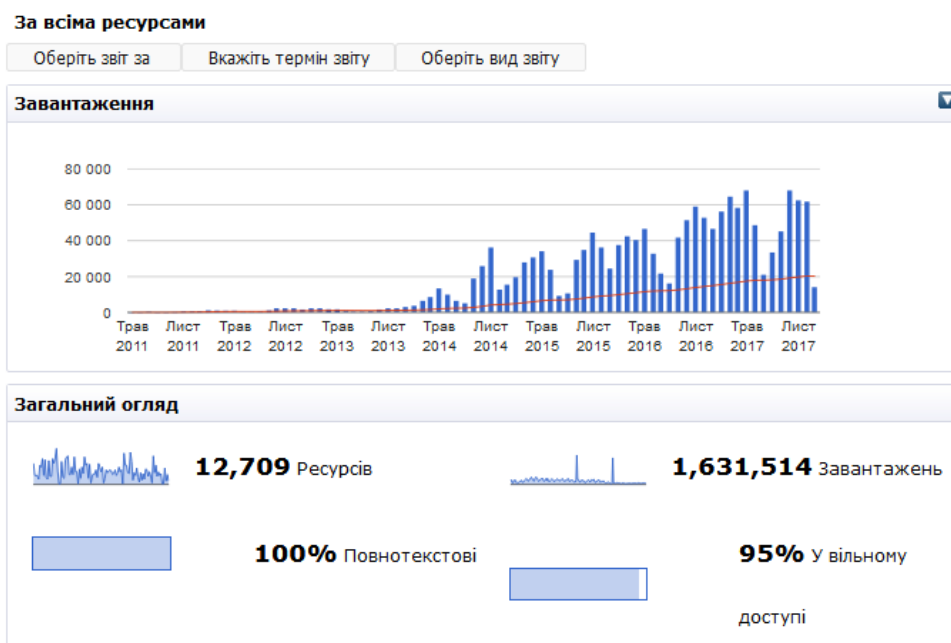 За всіма ресурсами
Оберіть звіт за Вкажіть термін звіту Оберіть вид звіту
Завантаження
80 000
60 000
40 000
20 000
0
Трав Лист Трав Лист Трав Лист Трав Лист Трав Лист Трав Лист Трав Лист
2011 2011 2012 2012 2013 2013 2014 2014 2015 2015 2016 2016 2017 2017
Загальний огляд
12,709 Ресурсів 1,631,514 Завантажень
100% Повнотекстові 95% У вільному
доступі